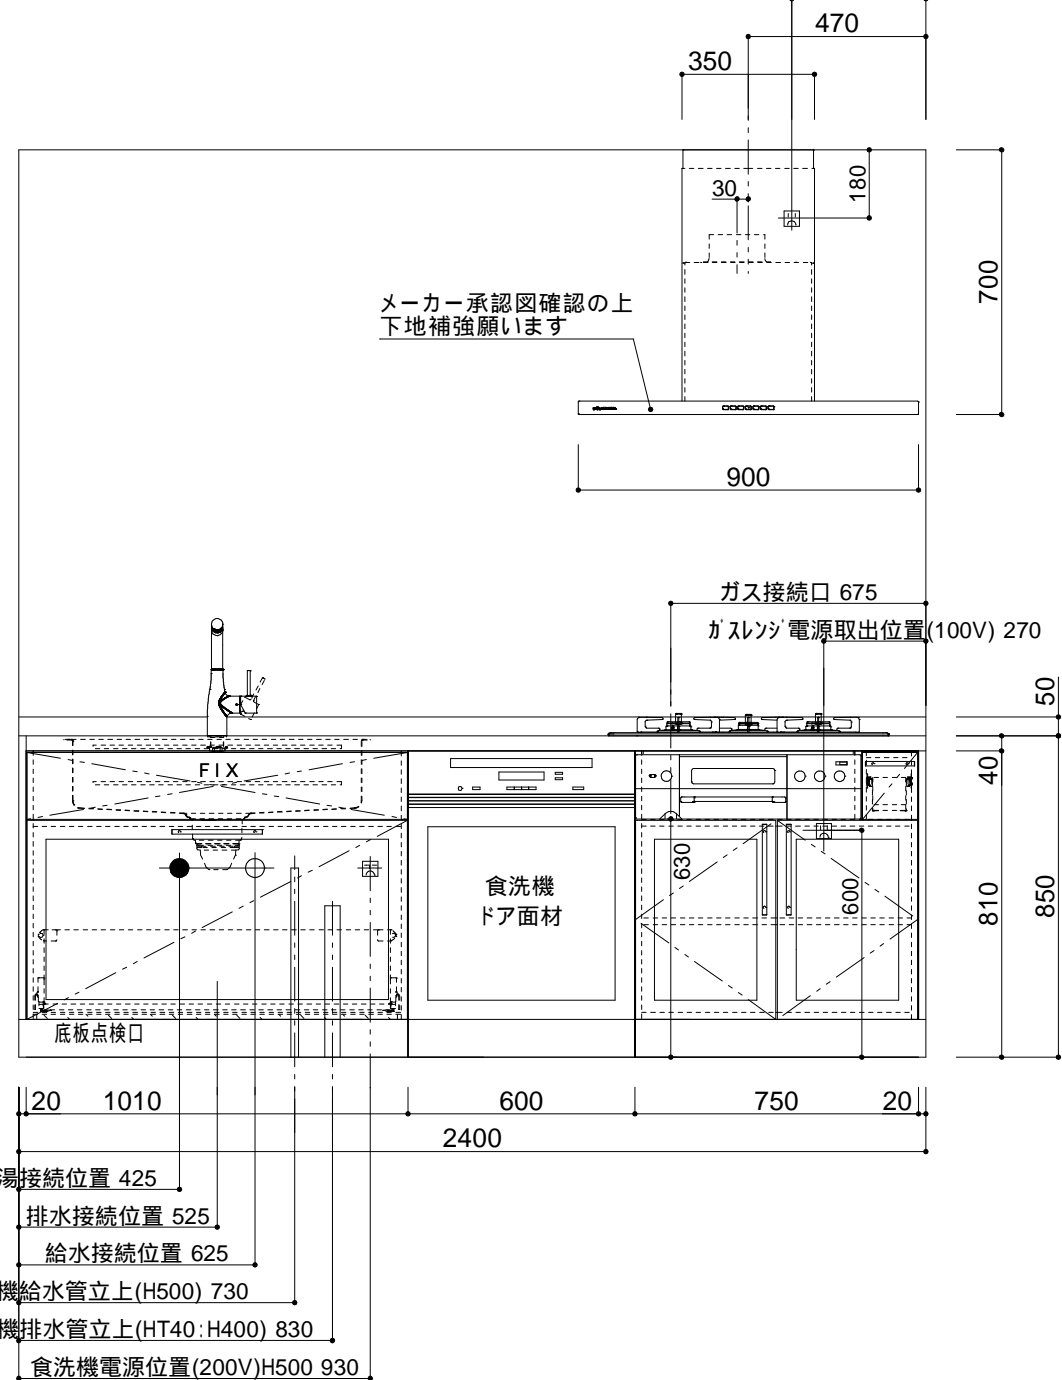 470
350
180
30
700
メーカー承認図確認の上
下地補強願います
900
ガス接続口 675
ｶﾞｽﾚﾝｼﾞ電源取出位置(100V) 270
50
FIX
40
630
600
食洗機
ドア面材
810
850
底板点検口
20 1010 600 750 20
2400
湯接続位置 425
排水接続位置 525
給水接続位置 625
機給水管立上(H500) 730
機排水管立上(HT40:H400) 830
食洗機電源位置(200V)H500 930